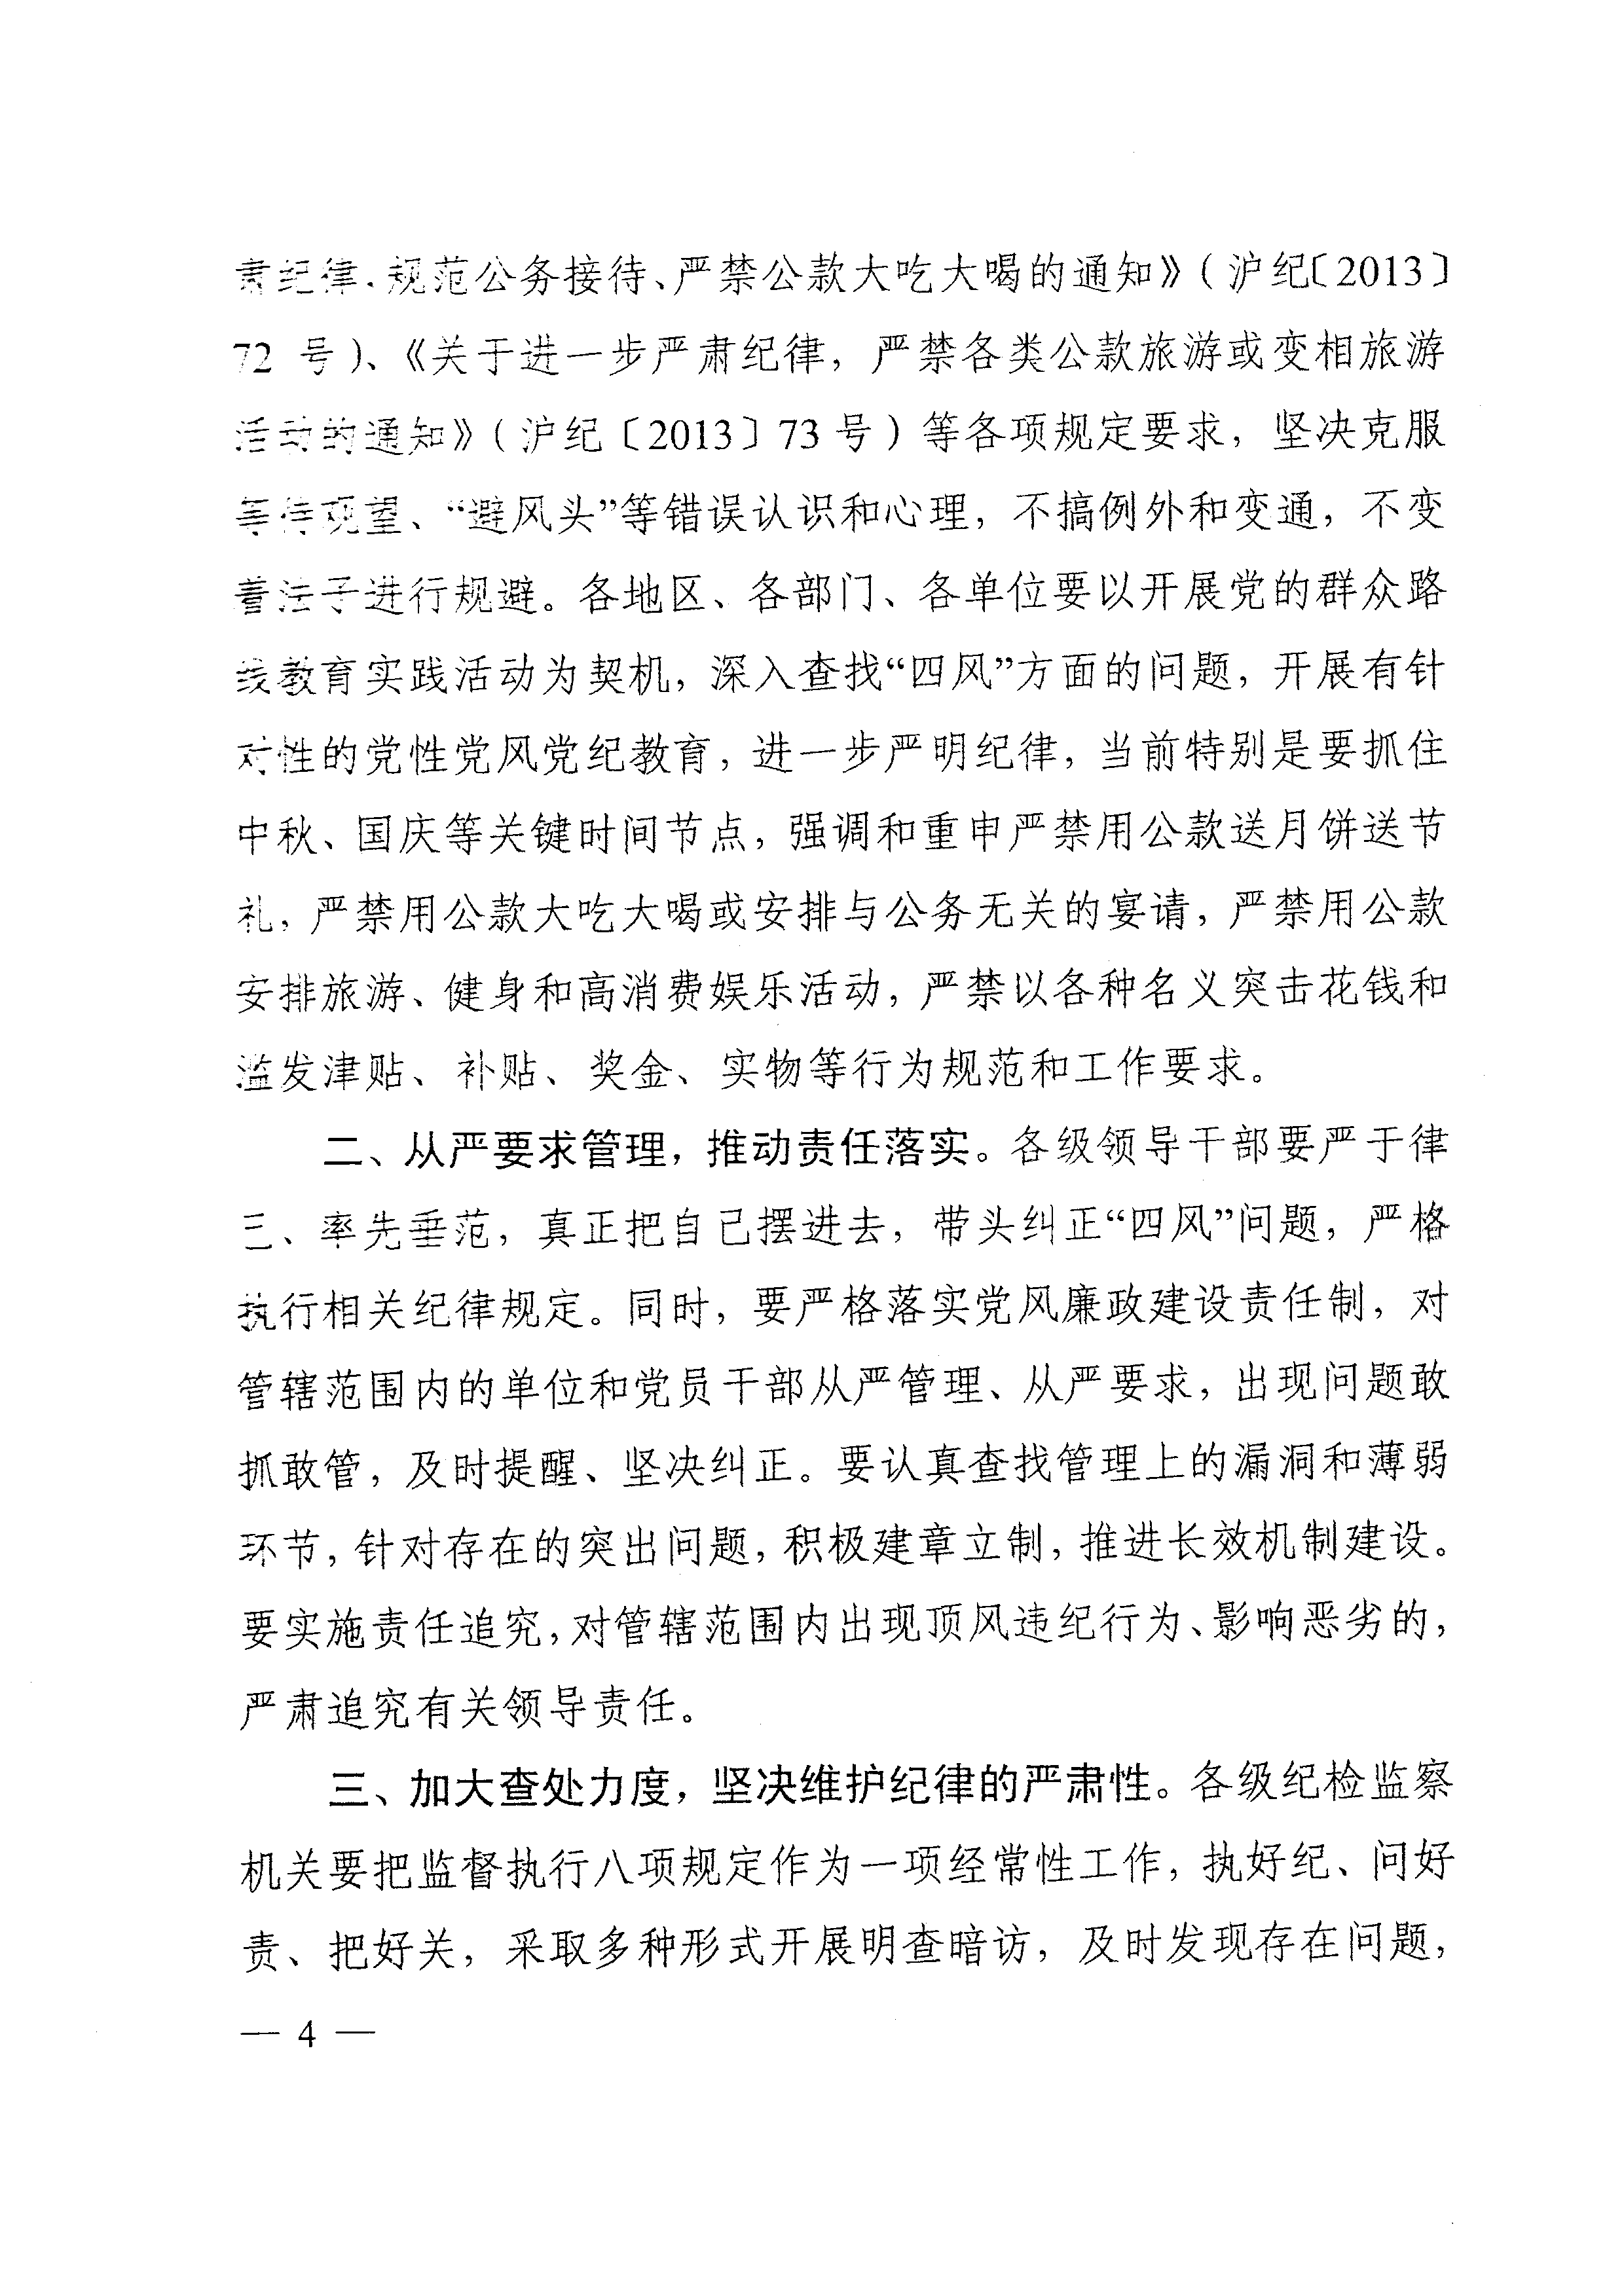 肃纪律、规范公务接待、严禁公款大吃大喝的通知》（沪纪〔2013〕
72 号）、《关于进一步严肃纪律，严禁各类公款旅游或变相旅游
活动的通知》（沪纪〔2013〕73 号）等各项规定要求，坚决克服
等待观望、“避风头”等错误认识和心理，不搞例外和变通，不变
着法子进行规避。各地区、各部门、各单位要以开展党的群众路
线教育实践活动为契机，深入查找“四风”方面的问题，开展有针
对性的党性党风党纪教育，进一步严明纪律，当前特别是要抓住
中秋、国庆等关键时间节点，强调和重申严禁用公款送月饼送节
礼，严禁用公款大吃大喝或安排与公务无关的宴请，严禁用公款
安排旅游、健身和高消费娱乐活动，严禁以各种名义突击花钱和
滥发津贴、补贴、奖金、实物等行为规范和工作要求。
二、从严要求管理，推动责任落实。各级领导干部要严于律
己、率先垂范，真正把自己摆进去，带头纠正“四风”问题，严格
执行相关纪律规定。同时，要严格落实党风廉政建设责任制，对
管辖范围内的单位和党员干部从严管理、从严要求，出现问题敢
抓敢管，及时提醒、坚决纠正。要认真查找管理上的漏洞和薄弱
环节，针对存在的突出问题，积极建章立制，推进长效机制建设。
要实施责任追究，对管辖范围内出现顶风违纪行为、影响恶劣的，
严肃追究有关领导责任。
三、加大查处力度，坚决维护纪律的严肃性。各级纪检监察
机关要把监督执行八项规定作为一项经常性工作，执好纪、问好
责、把好关，采取多种形式开展明查暗访，及时发现存在问题，
— 4 —